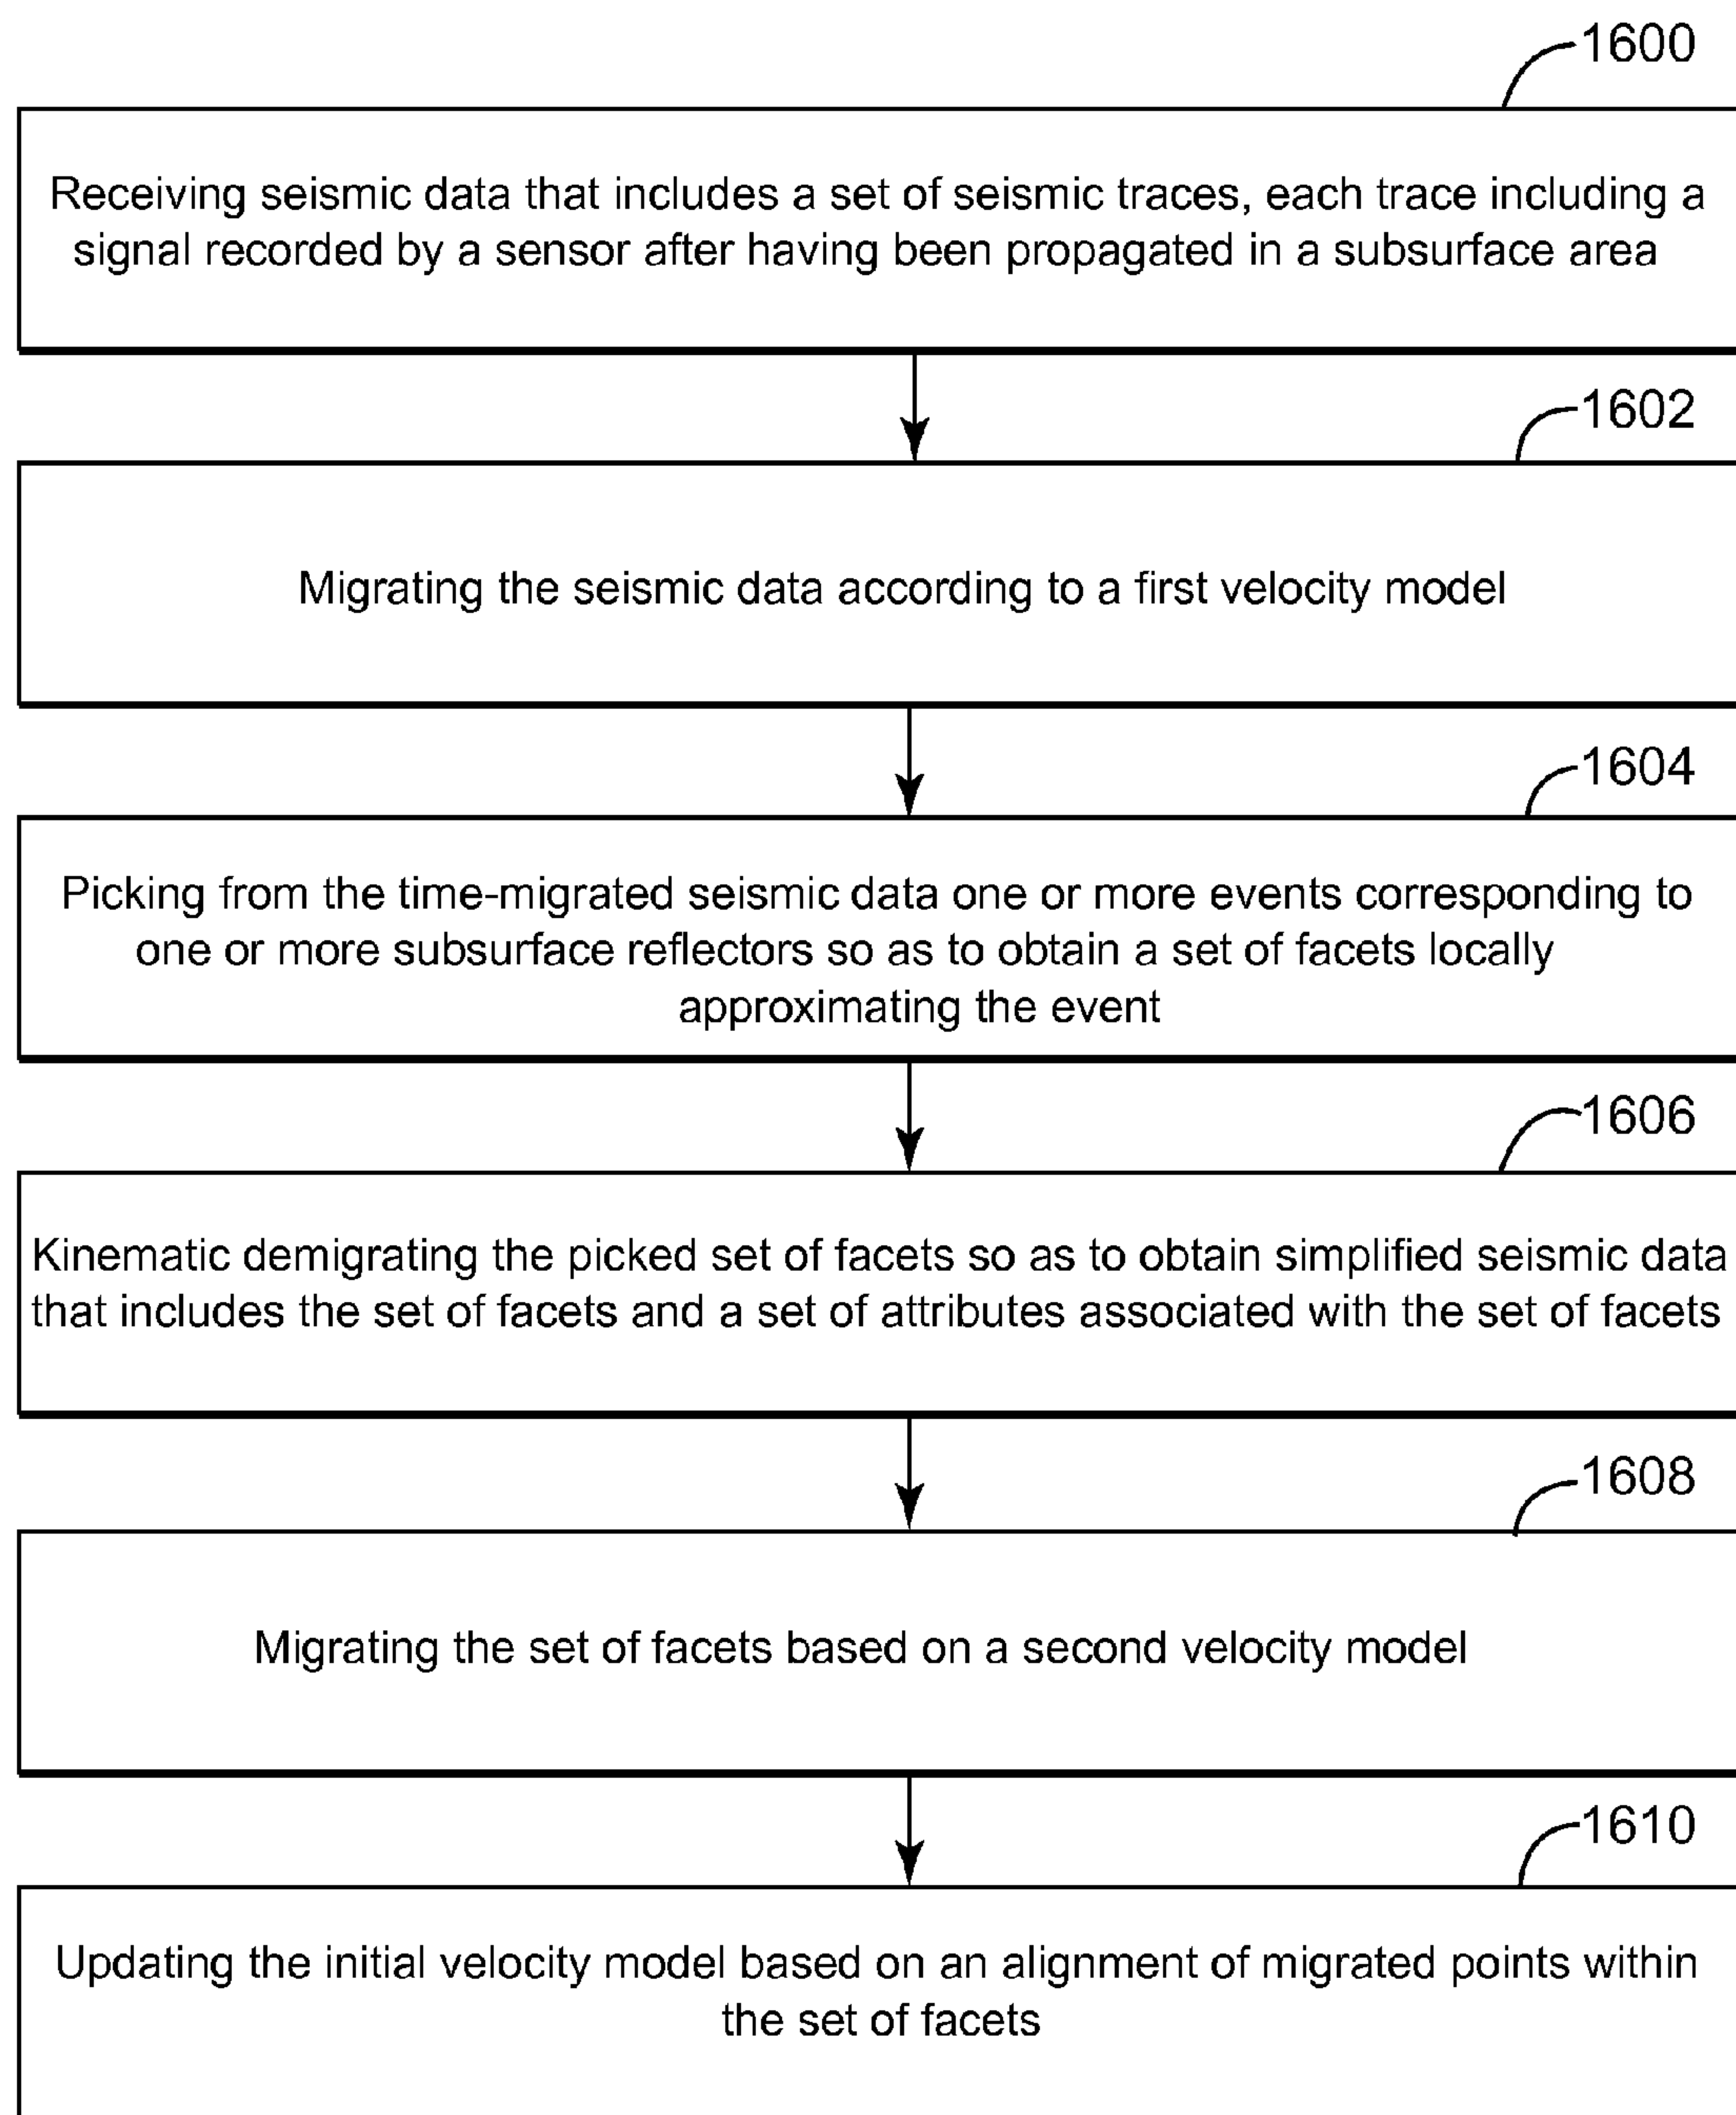 1600
Receiving seismic data that includes a set of seismic traces, each trace including a
signal recorded by a sensor after having been propagated in a subsurface area
1602
Migrating the seismic data according to a first velocity model
1604
Picking from the time-migrated seismic data one or more events corresponding to
one or more subsurface reflectors so as to obtain a set of facets locally
approximating the event
1606
Kinematic demigrating the picked set of facets so as to obtain simplified seismic data
that includes the set of facets and a set of attributes associated with the set of facets
1608
Migrating the set of facets based on a second velocity model
1610
Updating the initial velocity model based on an alignment of migrated points within
the set of facets